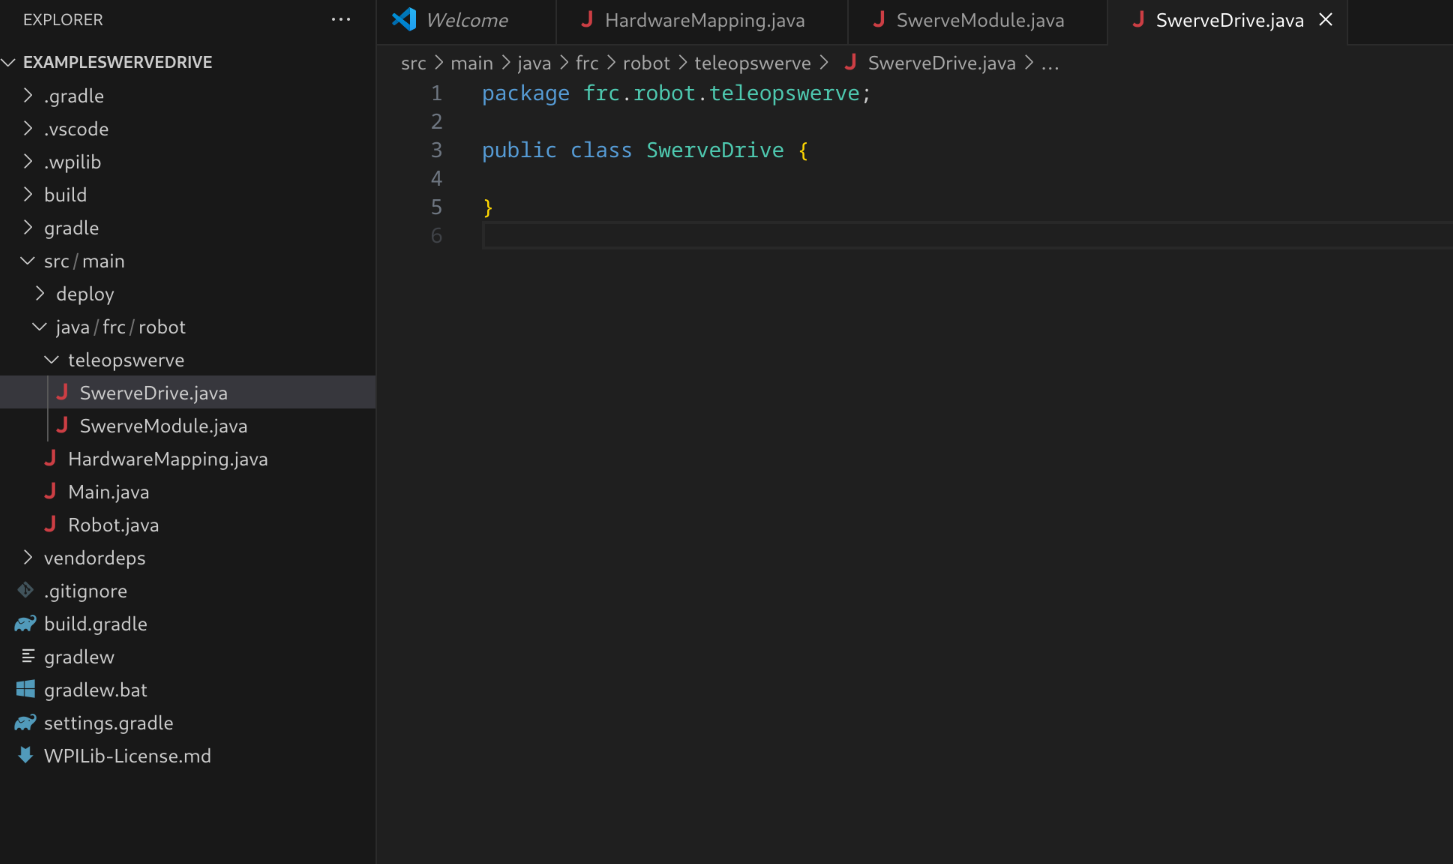 EXPLORER
···
EXAMPLESWERVEDRIVE
.gradle
.vscode
.wpilib
build
gradle
src/main
deploy
java/frc/robot
teleopswerve
SwerveDrive.java
SwerveModule.java
HardwareMapping.java
Main.java
Robot.java
vendordeps
.gitignore
build.gradle
gradlew
gradlew.bat
settings.gradle
WPILib-License.md
Welcome
J HardwareMapping.java
J SwerveModule.java
J SwerveDrive.java
src > main > java > frc > robot > teleopswerve > J SwerveDrive.java > ...
1 package frc.robot.teleopswerve;
2
3 public class SwerveDrive {
4
5 }
6